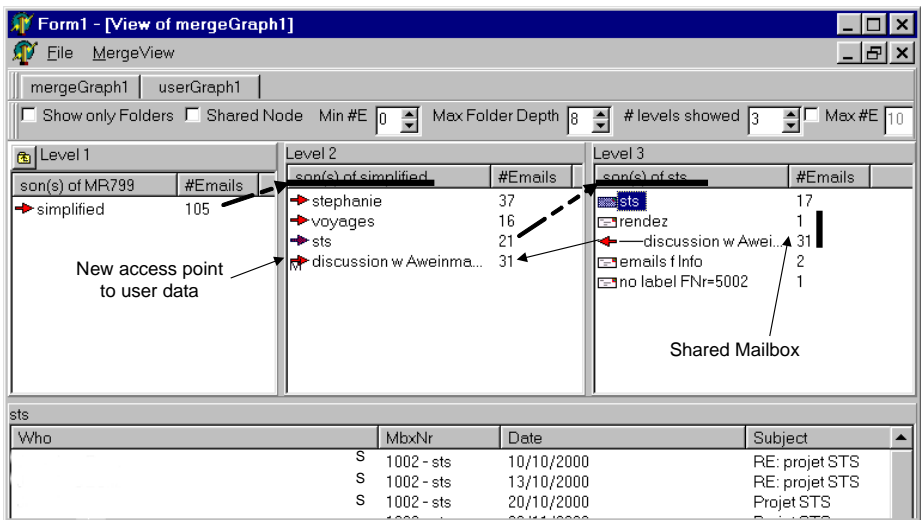 Form1 - [View of mergeGraph1]
File MergeView
mergeGraph1 userGraph1
Show only Folders Shared Node Min #E 0 Max Folder Depth 8 # levels showed 3 Max #E 10
Level 1
son(s) of MR799 #Emails
simplified 105
New access point
to user data
Level 2
son(s) of simplified #Emails
stephanie 37
voyages 16
sts 21
M discussion w Aweinma... 31
Level 3
son(s) of sts #Emails
sts 17
rendez 1
discussion w Awei... 31
emails f Info 2
no label FNr=5002 1
Shared Mailbox
sts
Who MbxNr Date Subject
S 1002 - sts 10/10/2000 RE: projet STS
S 1002 - sts 13/10/2000 RE: projet STS
S 1002 - sts 20/10/2000 Projet STS